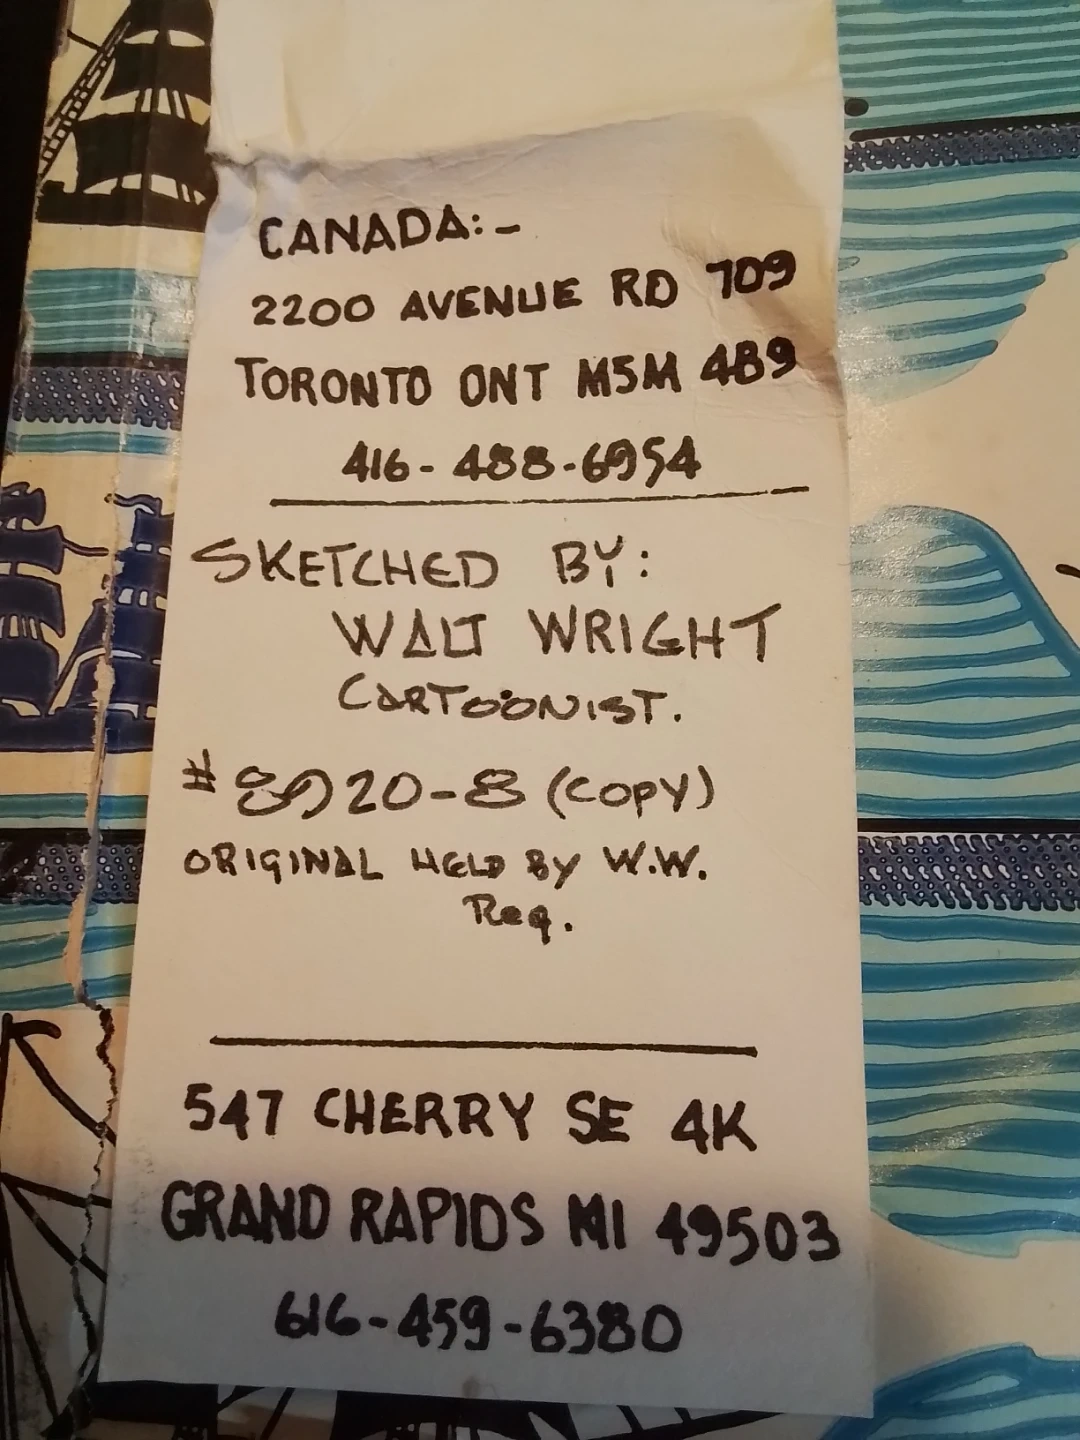 CANADA:-
2200 AVENUE RD 709
TORONTO ONT M5M 4B9
416-488-6954
SKETCHED BY:
WALT WRIGHT
CARTOONIST.
# 8920-8 (COPY)
ORIGINAL HELD BY W.W.
Req.
547 CHERRY SE 4K
GRAND RAPIDS MI 49503
616-459-6380